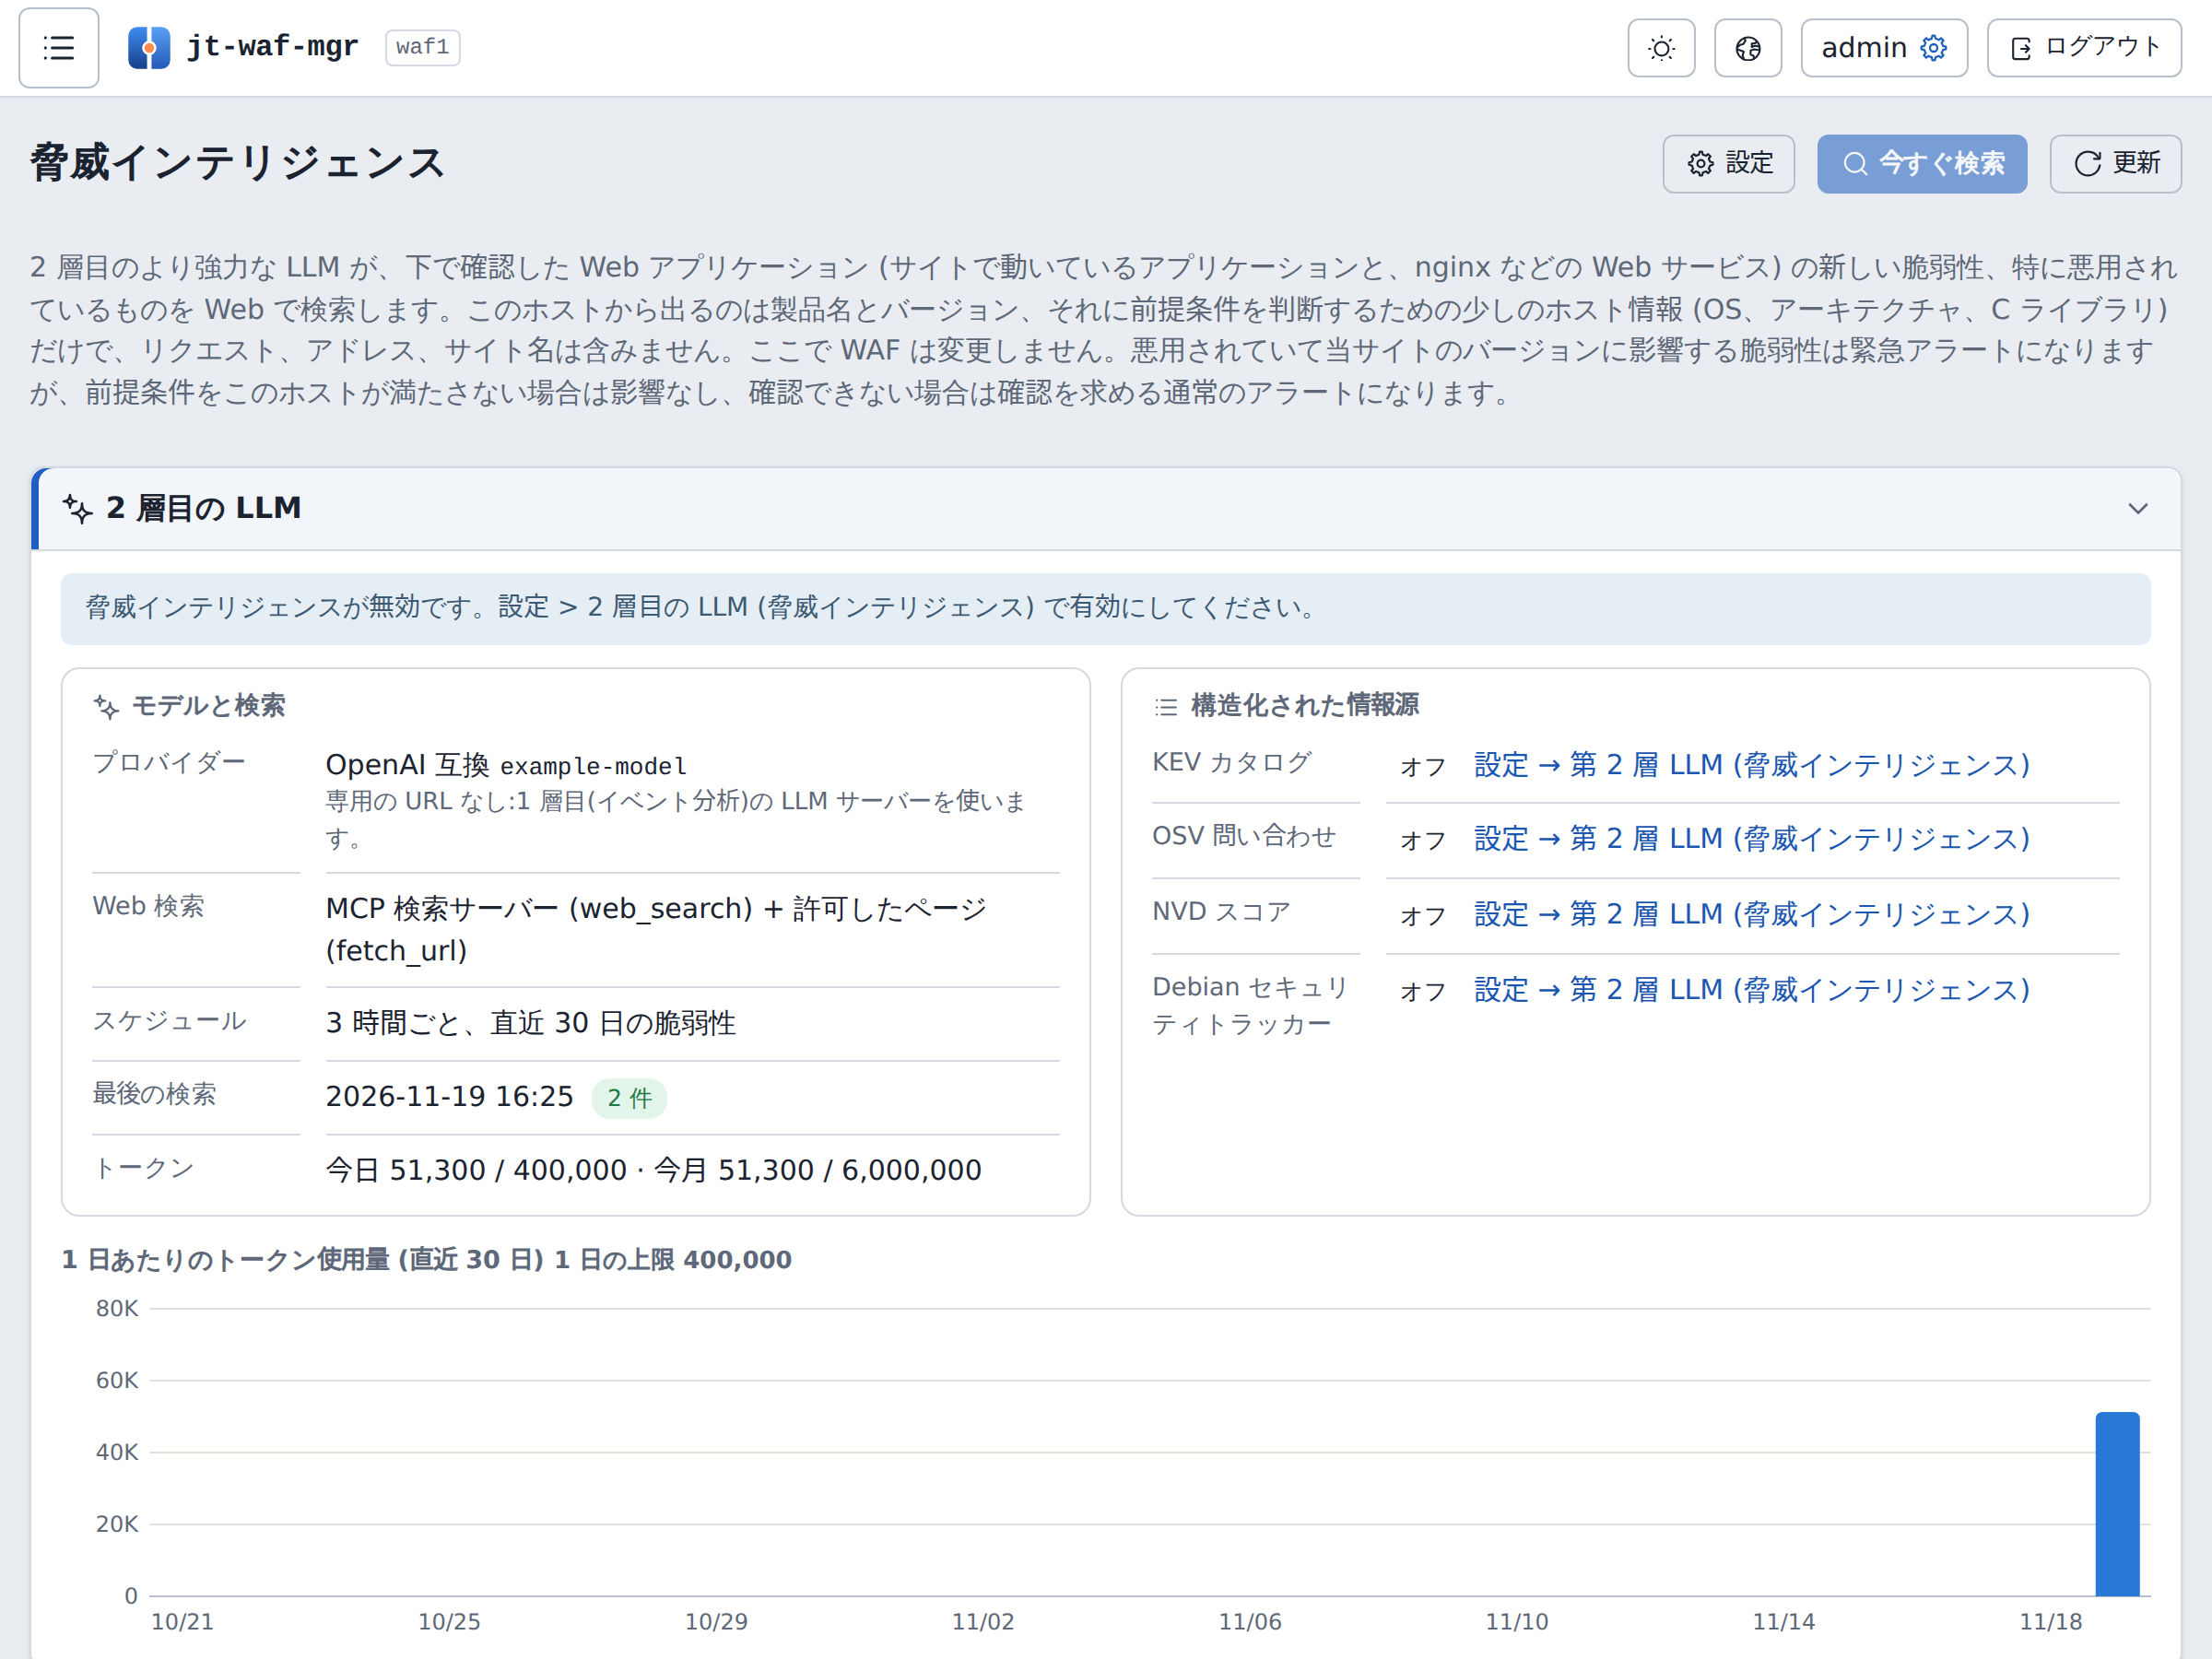 jt-waf-mgr waf1 admin ログアウト
脅威インテリジェンス 設定 今すぐ検索 更新
2 層目のより強力な LLM が、下で確認した Web アプリケーション (サイトで動いているアプリケーションと、nginx などの Web サービス) の新しい脆弱性、特に悪用され
ているものを Web で検索します。このホストから出るのは製品名とバージョン、それに前提条件を判断するための少しのホスト情報 (OS、アーキテクチャ、C ライブラリ)
だけで、リクエスト、アドレス、サイト名は含みません。ここで WAF は変更しません。悪用されていて当サイトのバージョンに影響する脆弱性は緊急アラートになります
が、前提条件をこのホストが満たさない場合は影響なし、確認できない場合は確認を求める通常のアラートになります。
2 層目の LLM
脅威インテリジェンスが無効です。設定 > 2 層目の LLM (脅威インテリジェンス) で有効にしてください。
モデルと検索
プロバイダー OpenAI 互換 example-model
専用の URL なし:1 層目(イベント分析)の LLM サーバーを使いま
す。
Web 検索 MCP 検索サーバー (web_search) + 許可したページ
(fetch_url)
スケジュール 3 時間ごと、直近 30 日の脆弱性
最後の検索 2026-11-19 16:25 2 件
トークン 今日 51,300 / 400,000 · 今月 51,300 / 6,000,000
構造化された情報源
KEV カタログ オフ 設定 → 第 2 層 LLM (脅威インテリジェンス)
OSV 問い合わせ オフ 設定 → 第 2 層 LLM (脅威インテリジェンス)
NVD スコア オフ 設定 → 第 2 層 LLM (脅威インテリジェンス)
Debian セキュリ オフ 設定 → 第 2 層 LLM (脅威インテリジェンス)
ティトラッカー
1 日あたりのトークン使用量 (直近 30 日) 1 日の上限 400,000
80K
60K
40K
20K
0
10/21 10/25 10/29 11/02 11/06 11/10 11/14 11/18